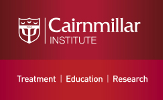 Cairnmillar
INSTITUTE
Treatment | Education | Research